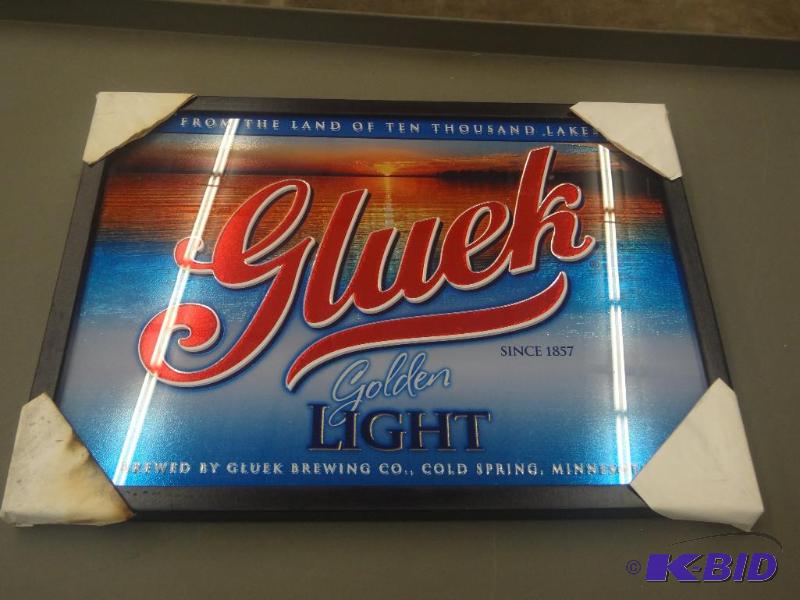 FROM THE LAND OF TEN THOUSAND LAKES
Gluek
SINCE 1857
Golden
LIGHT
BREWED BY GLUEK BREWING CO., COLD SPRING, MINNESOTA
© K-BID